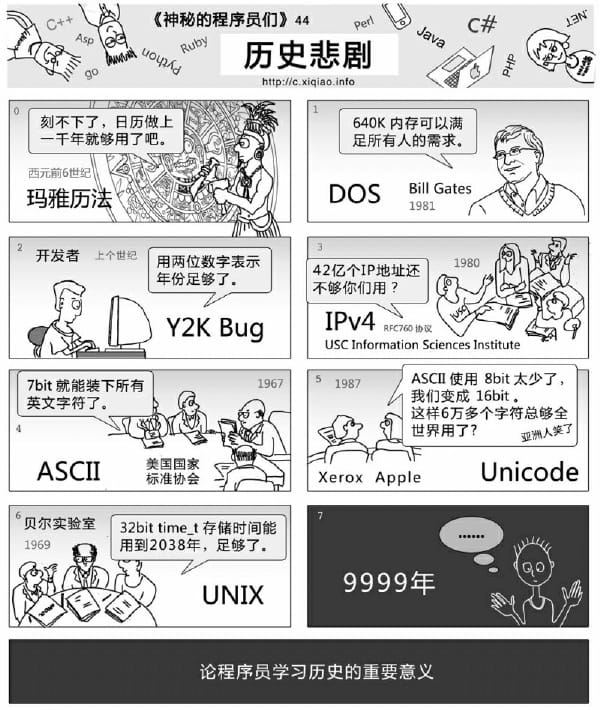 《神秘的程序员们》44
历史悲剧
http://c.xiqiao.info
C++
Asp
go
Python
Ruby
Perl
Java
C#
PHP
.NET
0
刻不下了，日历做上
一千年就够用了吧。
西元前6世纪
玛雅历法
1
640K 内存可以满
足所有人的需求。
DOS
Bill Gates
1981
2
开发者
上个世纪
用两位数字表示
年份足够了。
Y2K Bug
3
42亿个IP地址还
不够你们用？
1980
USC
IPv4
RFC760 协议
USC Information Sciences Institute
4
7bit 就能装下所有
英文字符了。
1967
ASCII
美国国家
标准协会
5
1987
ASCII 使用 8bit 太少了，
我们变成 16bit 。
这样6万多个字符总够全
世界用了？
亚洲人笑了
Xerox Apple
Unicode
6
贝尔实验室
1969
32bit time_t 存储时间能
用到2038年，足够了。
UNIX
7
······
9999年
论程序员学习历史的重要意义